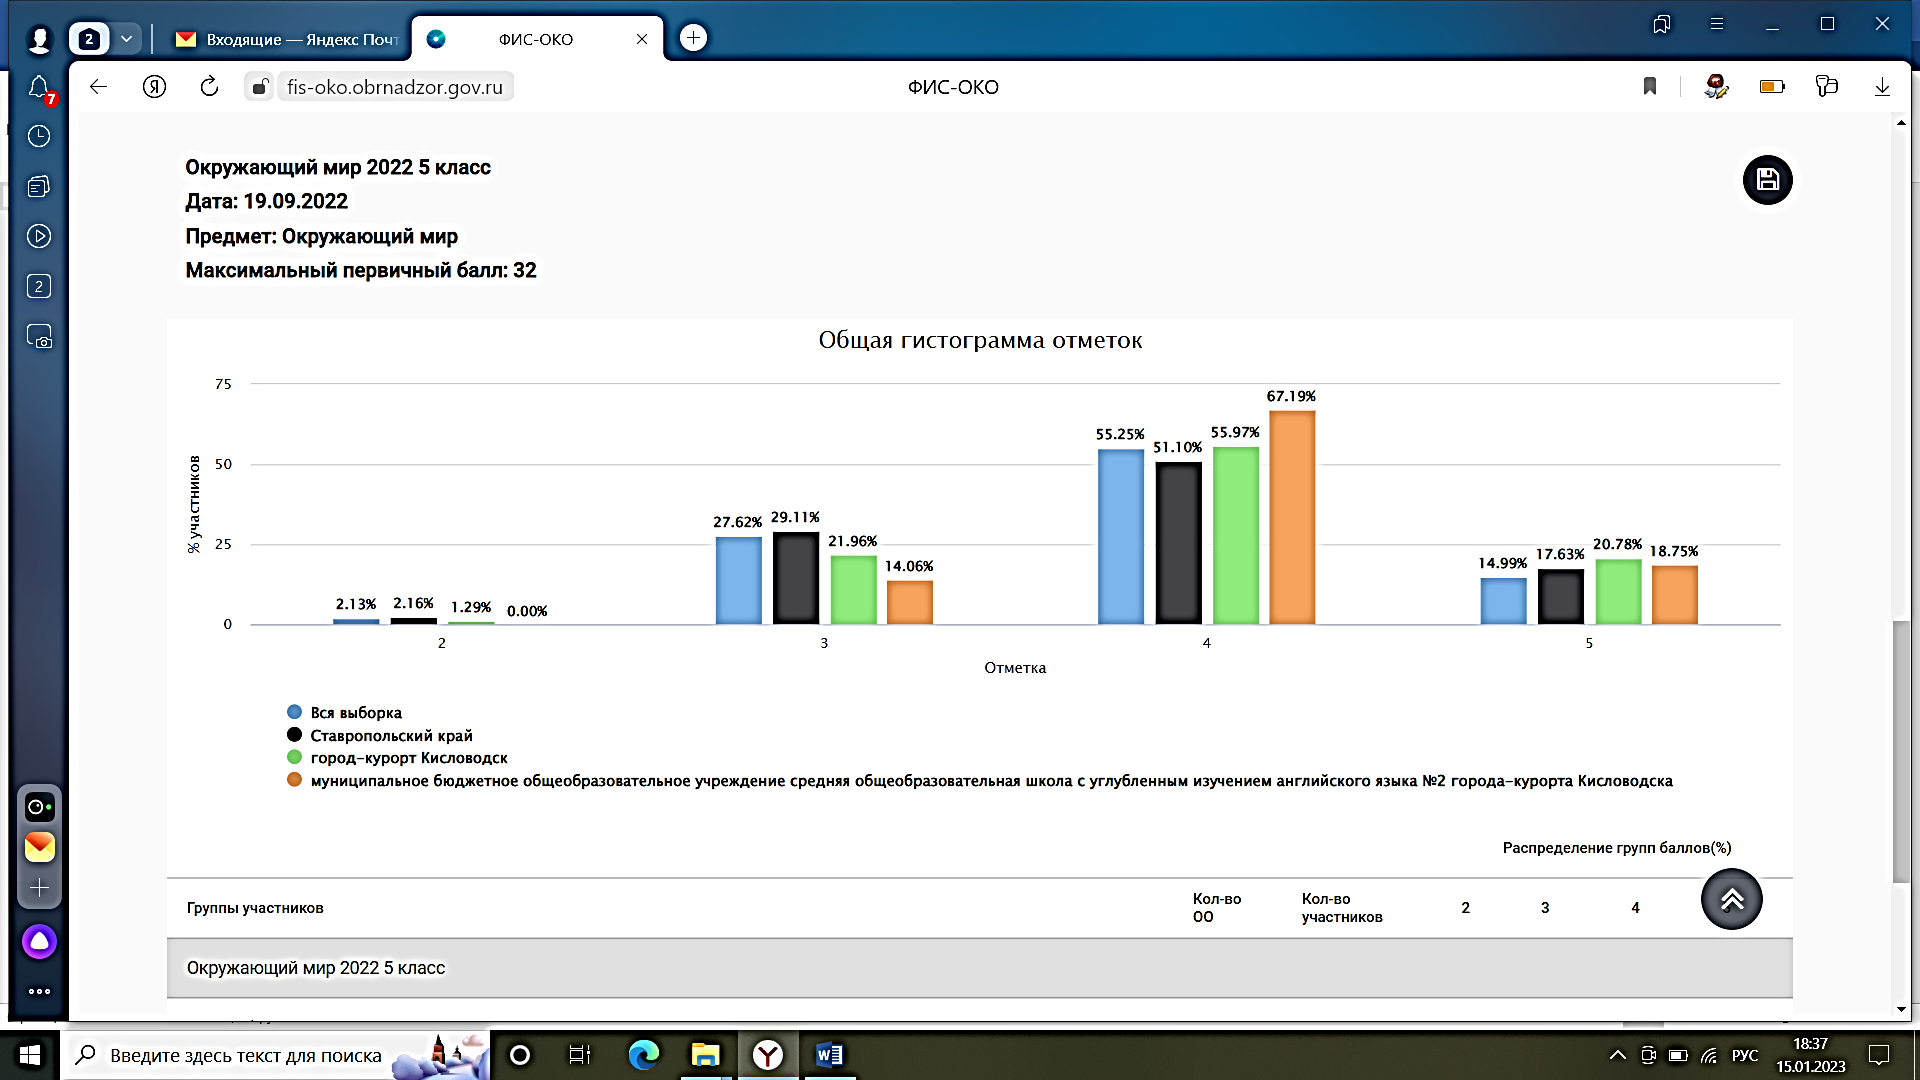 2
Входящие — Яндекс Почт
ФИС-ОКО
7
fis-oko.obrnadzor.gov.ru
ФИС-ОКО
2
Окружающий мир 2022 5 класс
Дата: 19.09.2022
Предмет: Окружающий мир
Максимальный первичный балл: 32
Общая гистограмма отметок
% участников
75
50
25
0
2.13% 2.16% 1.29% 0.00%
27.62% 29.11% 21.96% 14.06%
55.25% 51.10% 55.97% 67.19%
14.99% 17.63% 20.78% 18.75%
2 3 4 5
Отметка
Вся выборка
Ставропольский край
город-курорт Кисловодск
муниципальное бюджетное общеобразовательное учреждение средняя общеобразовательная школа с углубленным изучением английского языка №2 города-курорта Кисловодска
Распределение групп баллов(%)
Группы участников
Кол-во ОО
Кол-во участников
2 3 4
Окружающий мир 2022 5 класс
Введите здесь текст для поиска
РУС
18:37
15.01.2023